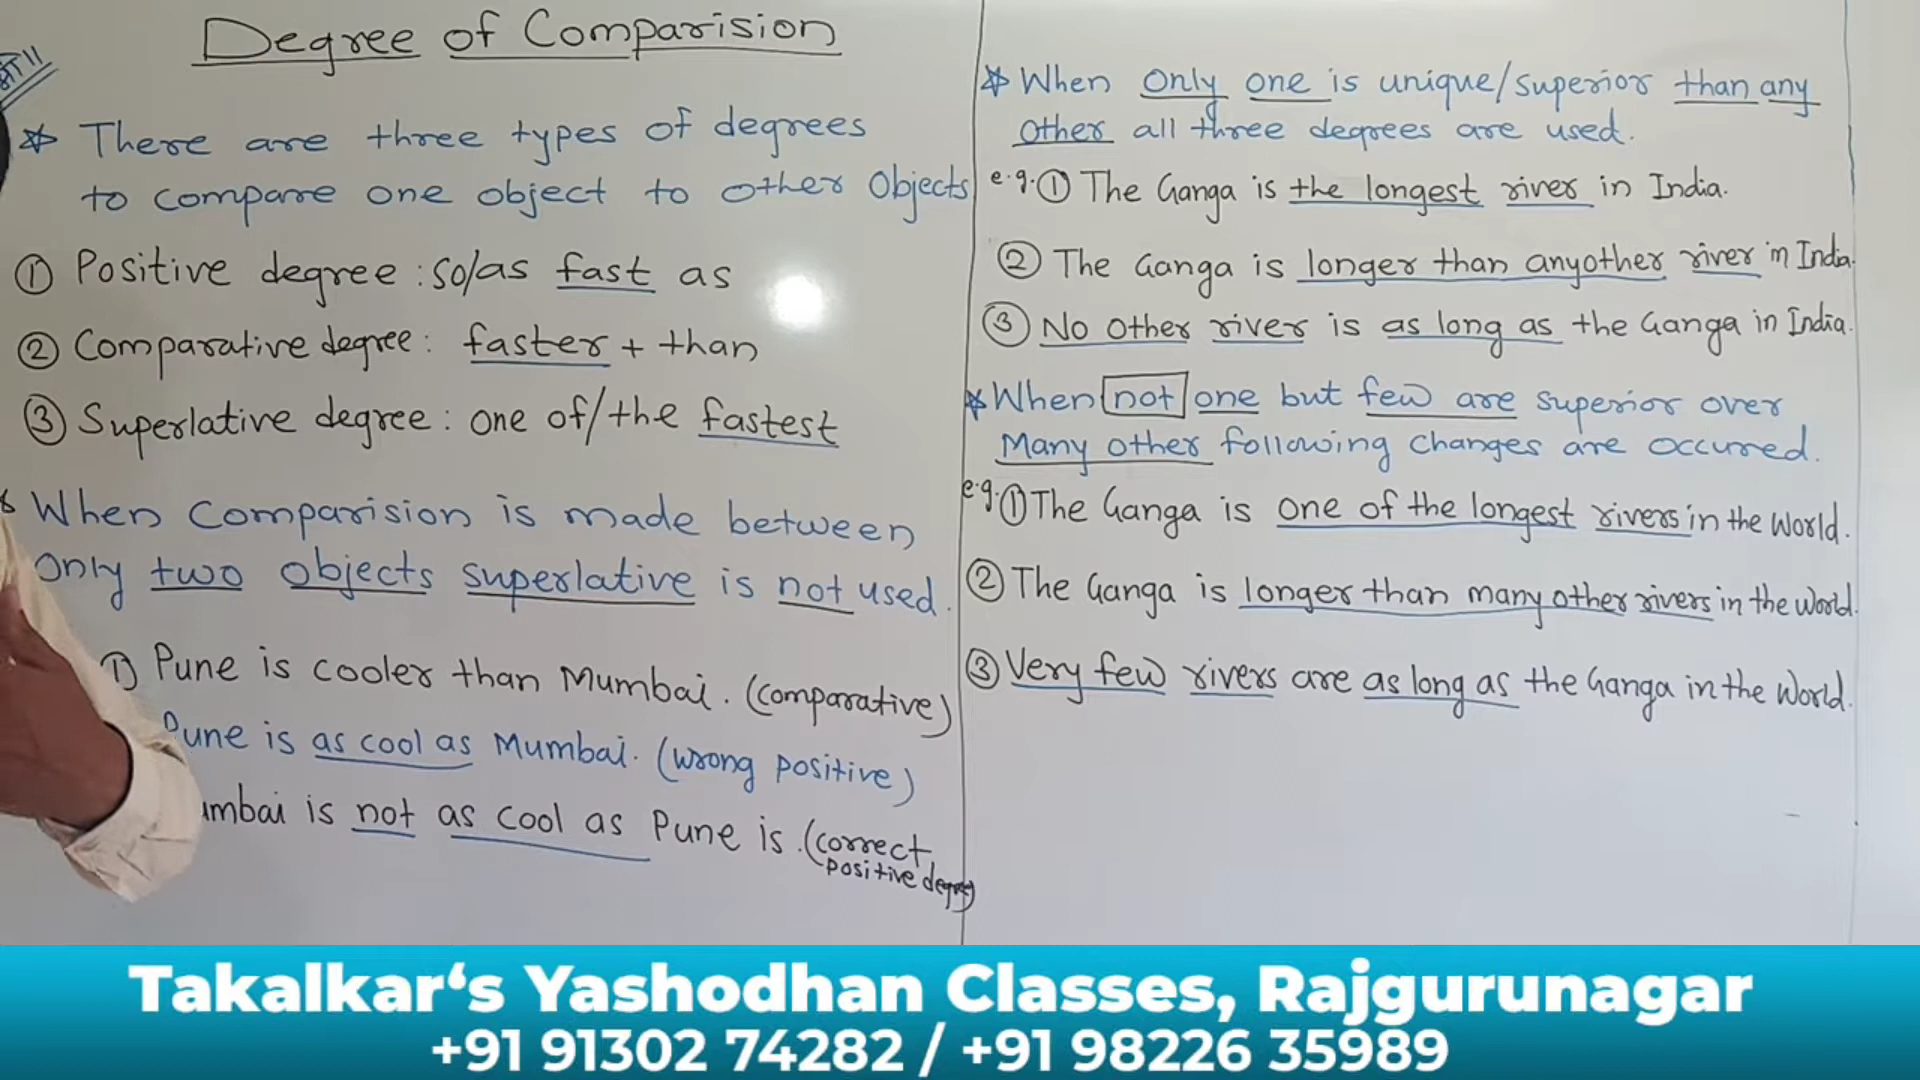 Degree of Comparision
☆ There are three types of degrees
to compare one object to other Objects
① Positive degree : so/as fast as
② Comparative degree : faster + than
③ Superlative degree : one of/the fastest
When Comparision is made between
Only two objects superlative is not used.
① Pune is cooler than Mumbai. (comparative)
Pune is as cool as Mumbai. (wrong positive)
mbai is not as cool as Pune is. (correct
positive degree)
☆ When Only one is unique/superior than any
Other all three degrees are used.
e.g. ① The Ganga is the longest river in India.
② The Ganga is longer than anyother river in India.
③ No Other river is as long as the Ganga in India.
☆ When not one but few are superior over
Many other following changes are occurred.
e.g. ① The Ganga is one of the longest rivers in the World.
② The Ganga is longer than many other rivers in the World.
③ Very few rivers are as long as the Ganga in the World.
Takalkar‘s Yashodhan Classes, Rajgurunagar
+91 91302 74282 / +91 98226 35989